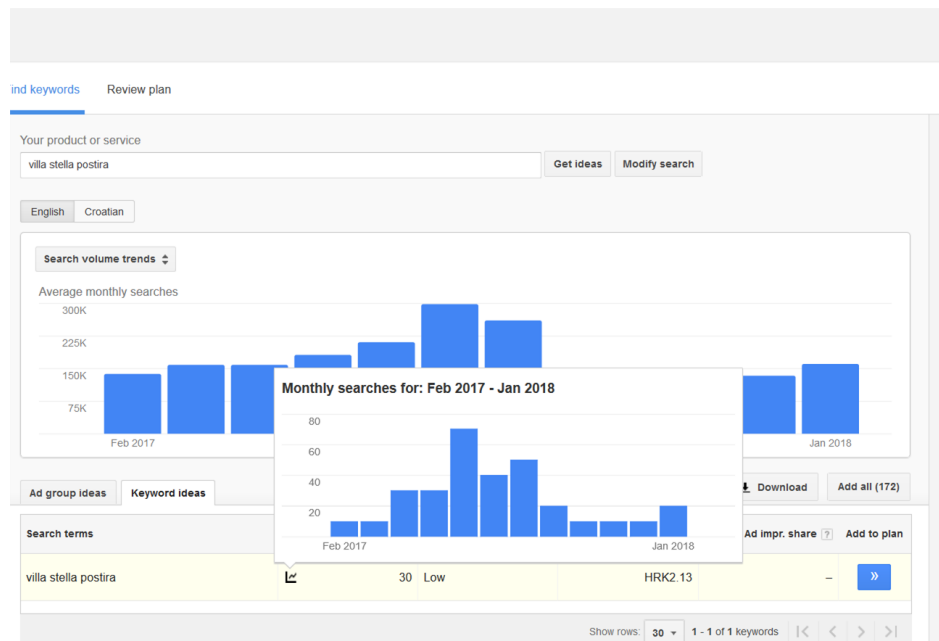 ind keywords Review plan
Your product or service
villa stella postira Get ideas Modify search
English Croatian
Search volume trends
Average monthly searches
300K
225K
150K
75K
Feb 2017 Jan 2018
Monthly searches for: Feb 2017 - Jan 2018
80
60
40
20
Feb 2017 Jan 2018
Ad group ideas Keyword ideas Download Add all (172)
Search terms Ad impr. share ? Add to plan
villa stella postira 30 Low HRK2.13 – »
Show rows: 30 1 - 1 of 1 keywords